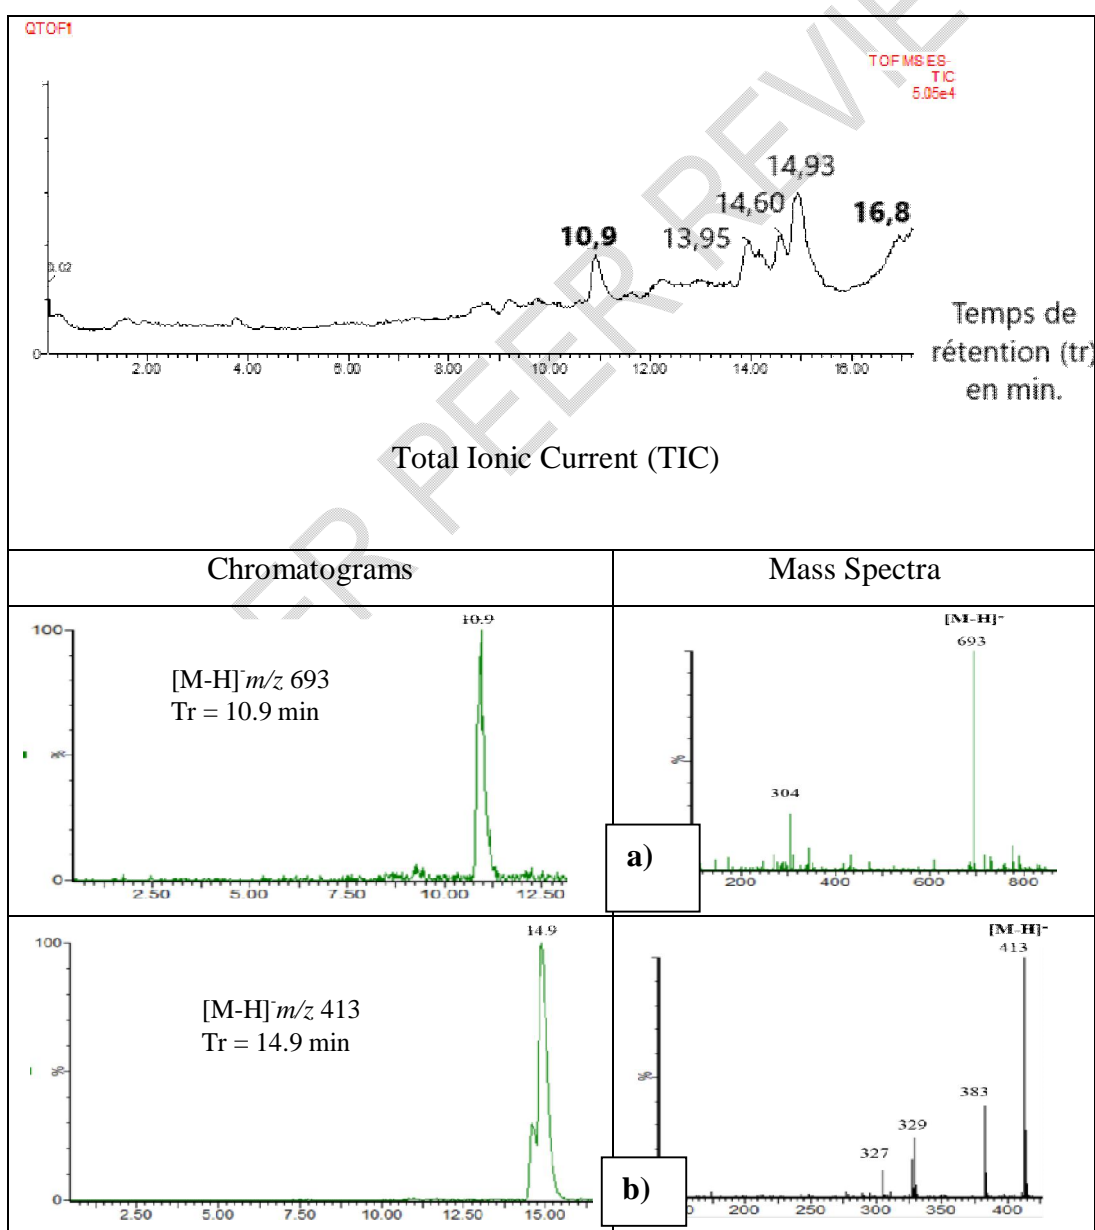 QTOF1
TOF MS ES-
TIC
5.05e4
14,93
14,60
16,8
10,9
13,95
0.02
0
2.00 4.00 6.00 8.00 10.00 12.00 14.00 16.00
Temps de
rétention (tr)
en min.
Total Ionic Current (TIC)
Chromatograms
Mass Spectra
10.9
100
[M-H]⁻ m/z 693
Tr = 10.9 min
%
0
2.50 5.00 7.50 10.00 12.50
[M-H]⁻
693
%
304
a)
200 400 600 800
14.9
100
[M-H]⁻ m/z 413
Tr = 14.9 min
%
0
2.50 5.00 7.50 10.00 12.50 15.00
[M-H]⁻
413
383
%
329
327
b)
200 250 300 350 400